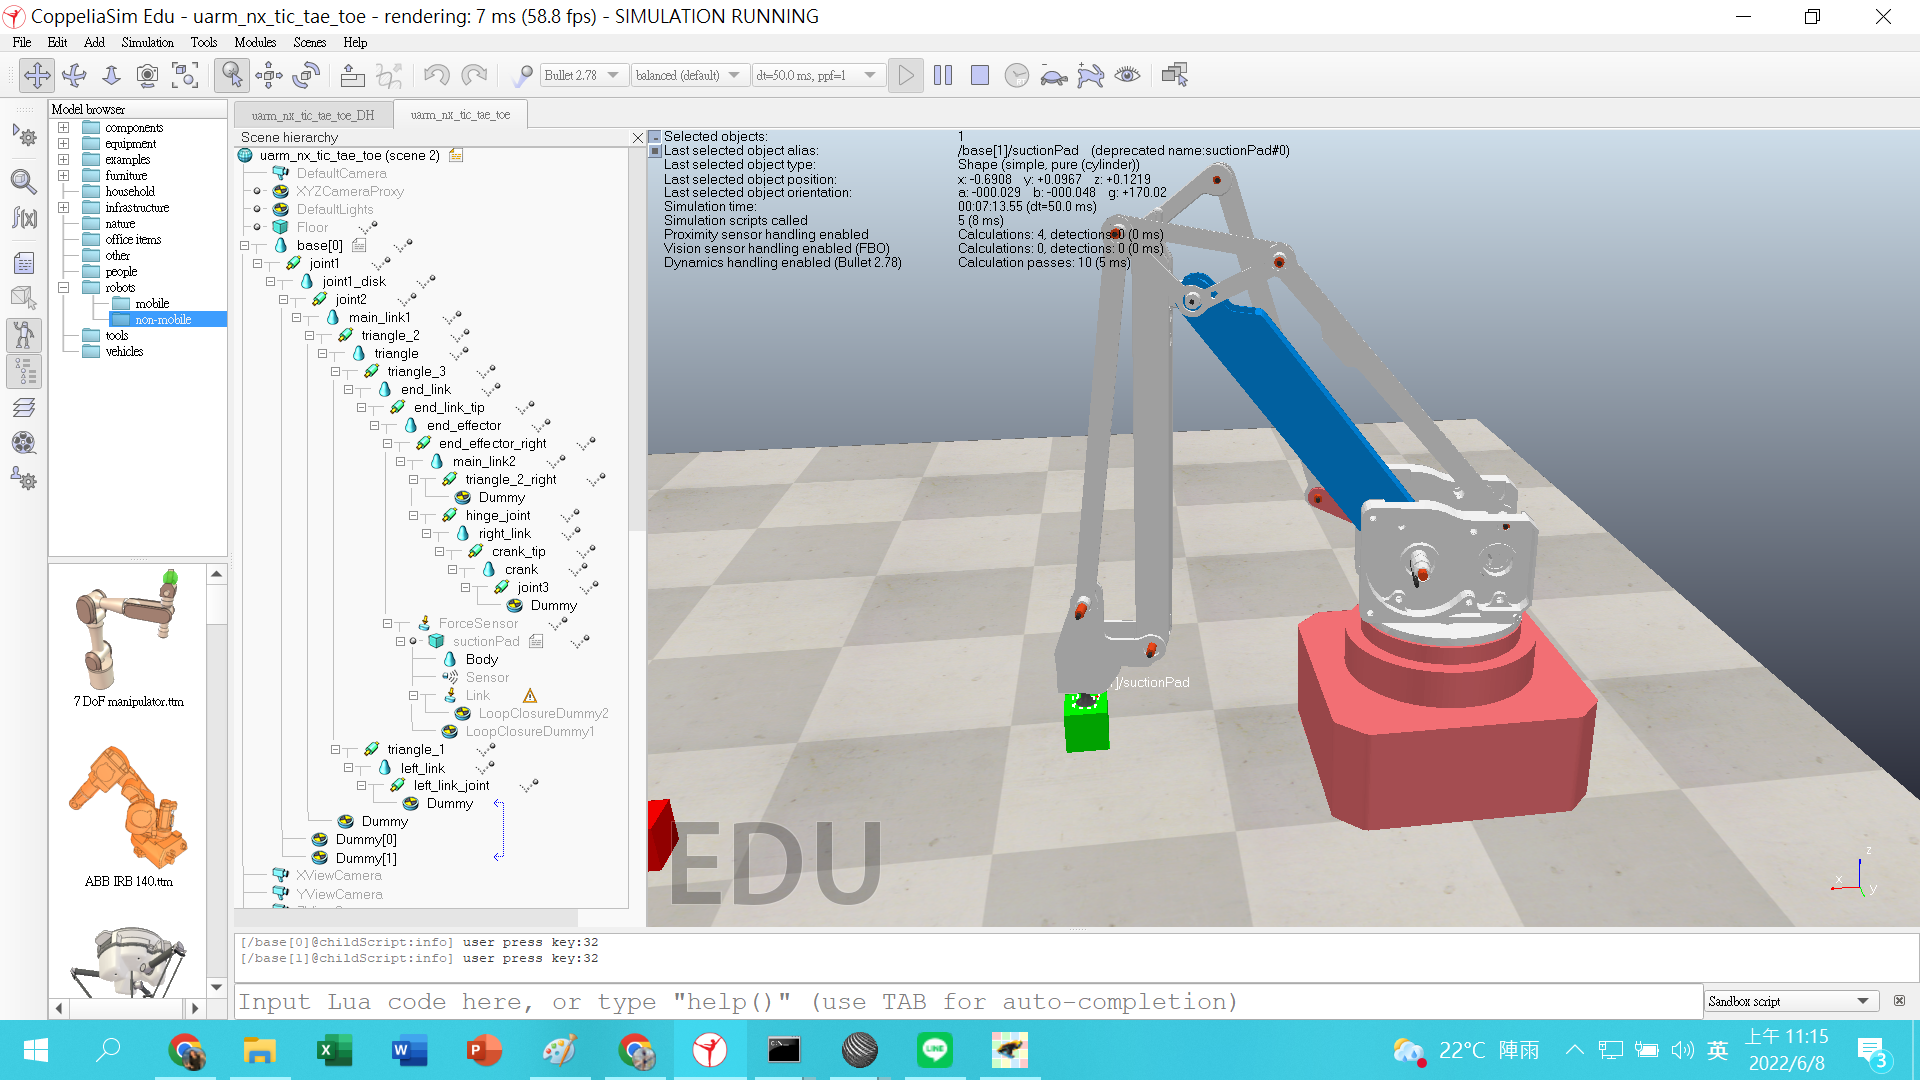 CoppeliaSim Edu - uarm_nx_tic_tae_toe - rendering: 7 ms (58.8 fps) - SIMULATION RUNNING
File Edit Add Simulation Tools Modules Scenes Help
Bullet 2.78 balanced (default) dt=50.0 ms, ppf=1
Model browser
components
equipment
examples
furniture
household
infrastructure
nature
office items
other
people
robots
mobile
non-mobile
tools
vehicles
7 DoF manipulator.ttm
ABB IRB 140.ttm
uarm_nx_tic_tae_toe_DH uarm_nx_tic_tae_toe
Scene hierarchy
uarm_nx_tic_tae_toe (scene 2)
DefaultCamera
XYZCameraProxy
DefaultLights
Floor
base[0]
joint1
joint1_disk
joint2
main_link1
triangle_2
triangle
triangle_3
end_link
end_link_tip
end_effector
end_effector_right
main_link2
triangle_2_right
Dummy
hinge_joint
right_link
crank_tip
crank
joint3
Dummy
ForceSensor
suctionPad
Body
Sensor
Link
LoopClosureDummy2
LoopClosureDummy1
triangle_1
left_link
left_link_joint
Dummy
Dummy
Dummy[0]
Dummy[1]
XViewCamera
YViewCamera
Selected objects: 1
Last selected object alias: /base[1]/suctionPad (deprecated name:suctionPad#0)
Last selected object type: Shape (simple, pure (cylinder))
Last selected object position: x: -0.6908 y: +0.0967 z: +0.1219
Last selected object orientation: a: -000.029 b: -000.048 g: +170.02
Simulation time: 00:07:13.55 (dt=50.0 ms)
Simulation scripts called 5 (8 ms)
Proximity sensor handling enabled Calculations: 4, detections: 0 (0 ms)
Vision sensor handling enabled (FBO) Calculations: 0, detections: 0 (0 ms)
Dynamics handling enabled (Bullet 2.78) Calculation passes: 10 (5 ms)
]/suctionPad
EDU
z
x
y
[/base[0]@childScript:info] user press key:32
[/base[1]@childScript:info] user press key:32
Input Lua code here, or type "help()" (use TAB for auto-completion)
Sandbox script
22°C 陣雨
英
上午 11:15
2022/6/8
3